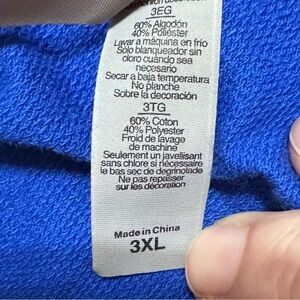 3EG
60% Algodón
40% Poliéster
Lavar a máquina en frío
Solo blanqueador sin
cloro cuando sea
necesario
Secar a baja temperatura
No planche
Sobre la decoración
3TG
60% Coton
40% Polyester
Froid de lavage
de machine
Seulement un javellisant
sans chlore si nécessaire
le bas sec de degringolade
Ne pas repasser
sur les décoration
Made in China
3XL